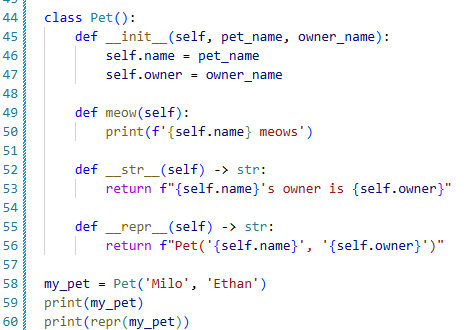 44 class Pet():
45     def __init__(self, pet_name, owner_name):
46         self.name = pet_name
47         self.owner = owner_name
48
49     def meow(self):
50         print(f'{self.name} meows')
51
52     def __str__(self) -> str:
53         return f"{self.name}'s owner is {self.owner}"
54
55     def __repr__(self) -> str:
56         return f"Pet('{self.name}', '{self.owner}')"
57
58 my_pet = Pet('Milo', 'Ethan')
59 print(my_pet)
60 print(repr(my_pet))